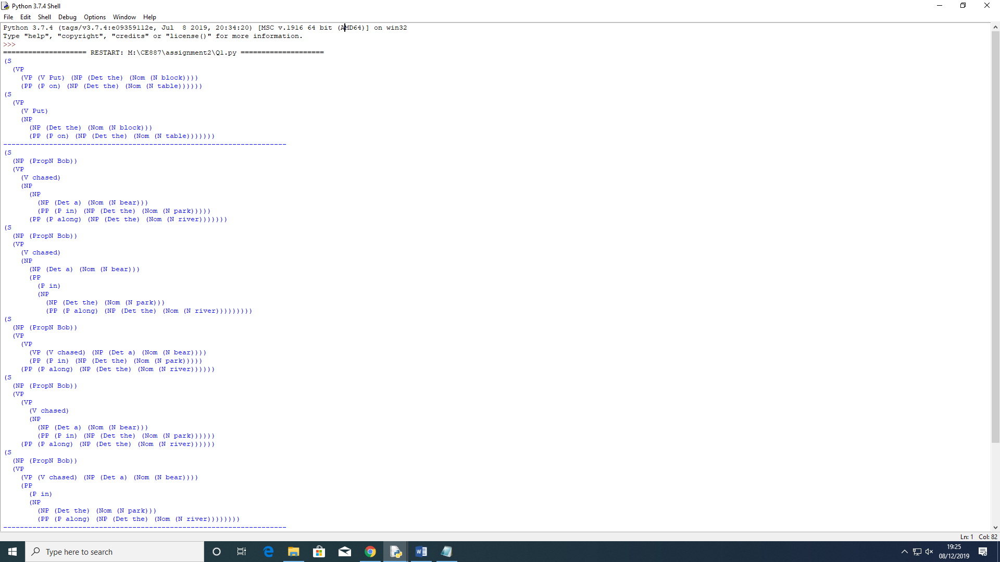 Python 3.7.4 Shell
File Edit Shell Debug Options Window Help
Python 3.7.4 (tags/v3.7.4:e09359112e, Jul  8 2019, 20:34:20) [MSC v.1916 64 bit (AMD64)] on win32
Type "help", "copyright", "credits" or "license()" for more information.
>>>
==================== RESTART: M:\CE887\assignment2\Q1.py ====================
(S
  (VP
    (VP (V Put) (NP (Det the) (Nom (N block))))
    (PP (P on) (NP (Det the) (Nom (N table))))))
(S
  (VP
    (V Put)
    (NP
      (NP (Det the) (Nom (N block)))
      (PP (P on) (NP (Det the) (Nom (N table)))))))
--------------------------------------------------------------------
(S
  (NP (PropN Bob))
  (VP
    (V chased)
    (NP
      (NP
        (NP (Det a) (Nom (N bear)))
        (PP (P in) (NP (Det the) (Nom (N park)))))
      (PP (P along) (NP (Det the) (Nom (N river)))))))
(S
  (NP (PropN Bob))
  (VP
    (V chased)
    (NP
      (NP (Det a) (Nom (N bear)))
      (PP
        (P in)
        (NP
          (NP (Det the) (Nom (N park)))
          (PP (P along) (NP (Det the) (Nom (N river)))))))))
(S
  (NP (PropN Bob))
  (VP
    (VP
      (VP (V chased) (NP (Det a) (Nom (N bear))))
      (PP (P in) (NP (Det the) (Nom (N park)))))
    (PP (P along) (NP (Det the) (Nom (N river))))))
(S
  (NP (PropN Bob))
  (VP
    (VP
      (V chased)
      (NP
        (NP (Det a) (Nom (N bear)))
        (PP (P in) (NP (Det the) (Nom (N park))))))
    (PP (P along) (NP (Det the) (Nom (N river))))))
(S
  (NP (PropN Bob))
  (VP
    (VP (V chased) (NP (Det a) (Nom (N bear))))
    (PP
      (P in)
      (NP
        (NP (Det the) (Nom (N park)))
        (PP (P along) (NP (Det the) (Nom (N river))))))))
--------------------------------------------------------------------
Ln: 1 Col: 82
Type here to search
19:25
08/12/2019